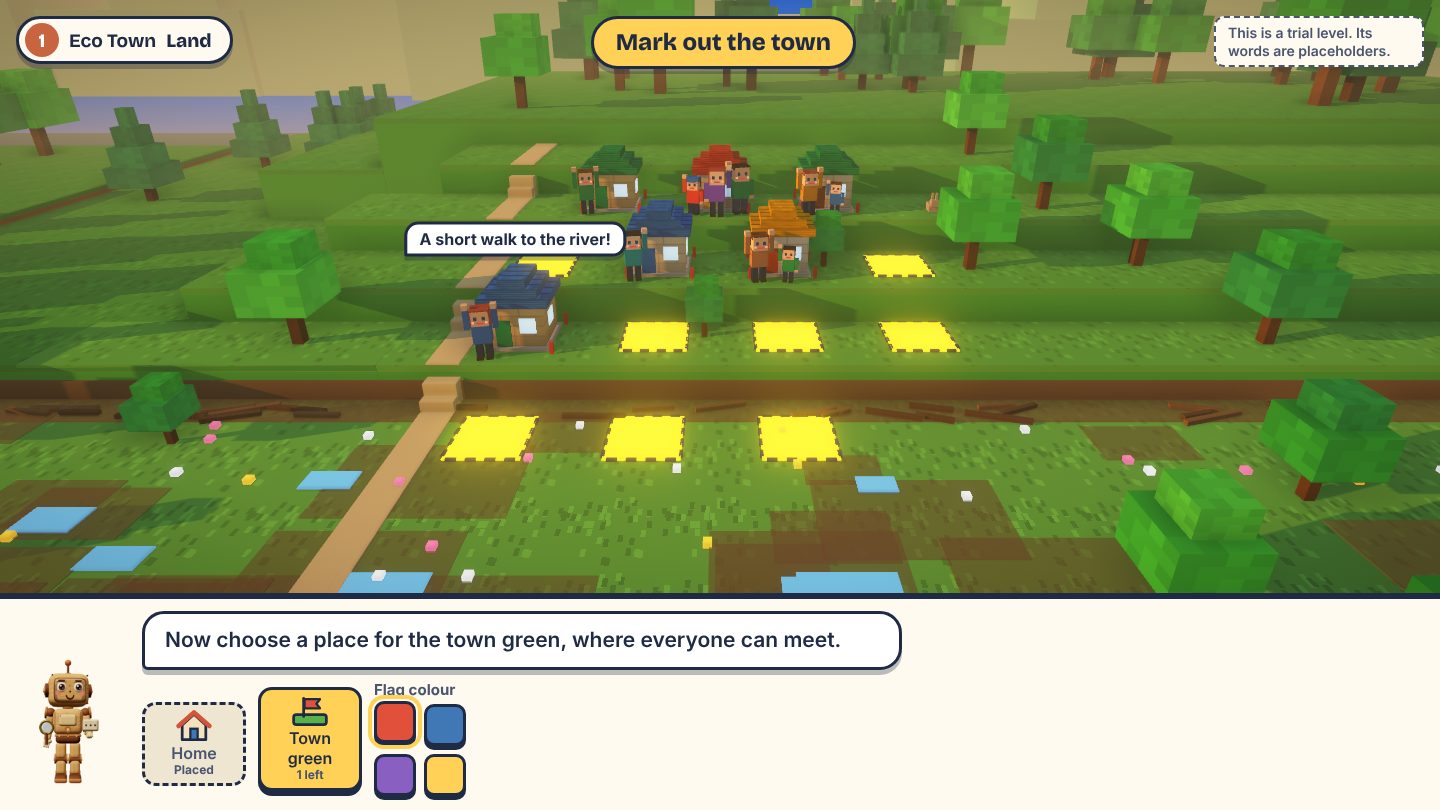 1 Eco Town Land
Mark out the town
This is a trial level. Its
words are placeholders.
A short walk to the river!
Now choose a place for the town green, where everyone can meet.
Home
Placed
Town
green
1 left
Flag colour